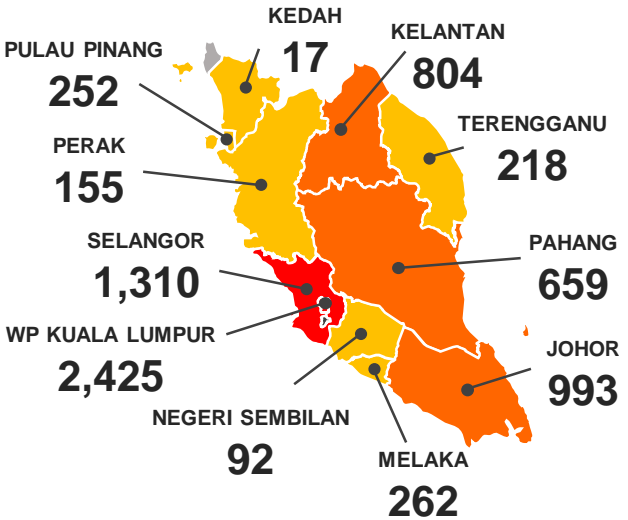 KEDAH
17
KELANTAN
804
PULAU PINANG
252
TERENGGANU
218
PERAK
155
SELANGOR
1,310
PAHANG
659
WP KUALA LUMPUR
2,425
JOHOR
993
NEGERI SEMBILAN
92
MELAKA
262